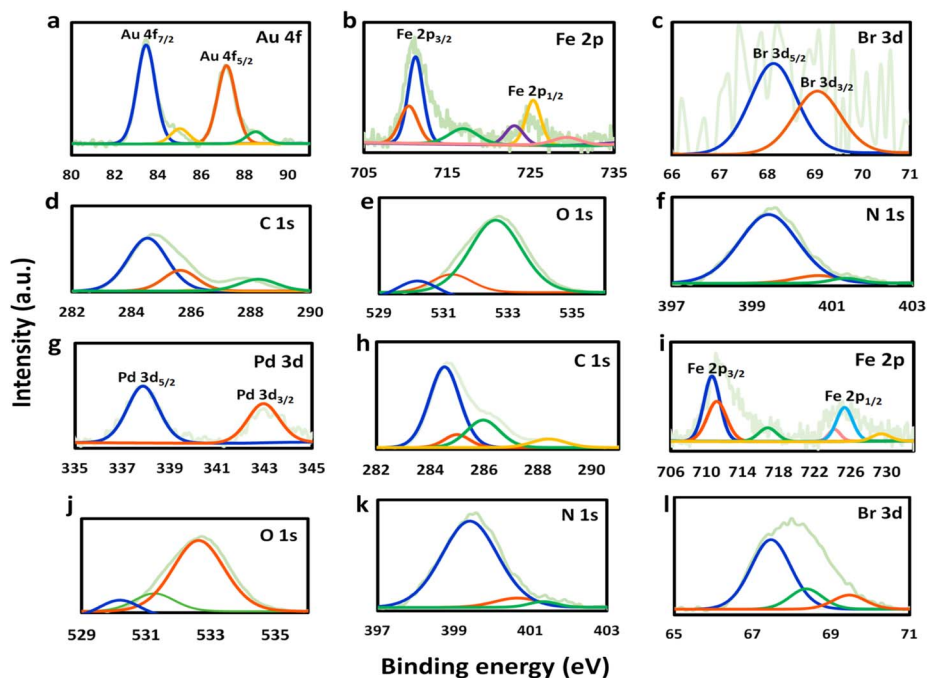 a
Au 4f7/2
Au 4f5/2
Au 4f
80 82 84 86 88 90
b
Fe 2p3/2
Fe 2p1/2
Fe 2p
705 715 725 735
c
Br 3d
Br 3d5/2
Br 3d3/2
66 67 68 69 70 71
d
C 1s
282 284 286 288 290
e
O 1s
529 531 533 535
f
N 1s
397 399 401 403
g
Pd 3d
Pd 3d5/2
Pd 3d3/2
335 337 339 341 343 345
h
C 1s
282 284 286 288 290
i
Fe 2p
Fe 2p3/2
Fe 2p1/2
706 710 714 718 722 726 730
j
O 1s
529 531 533 535
k
N 1s
397 399 401 403
l
Br 3d
65 67 69 71
Intensity (a.u.)
Binding energy (eV)